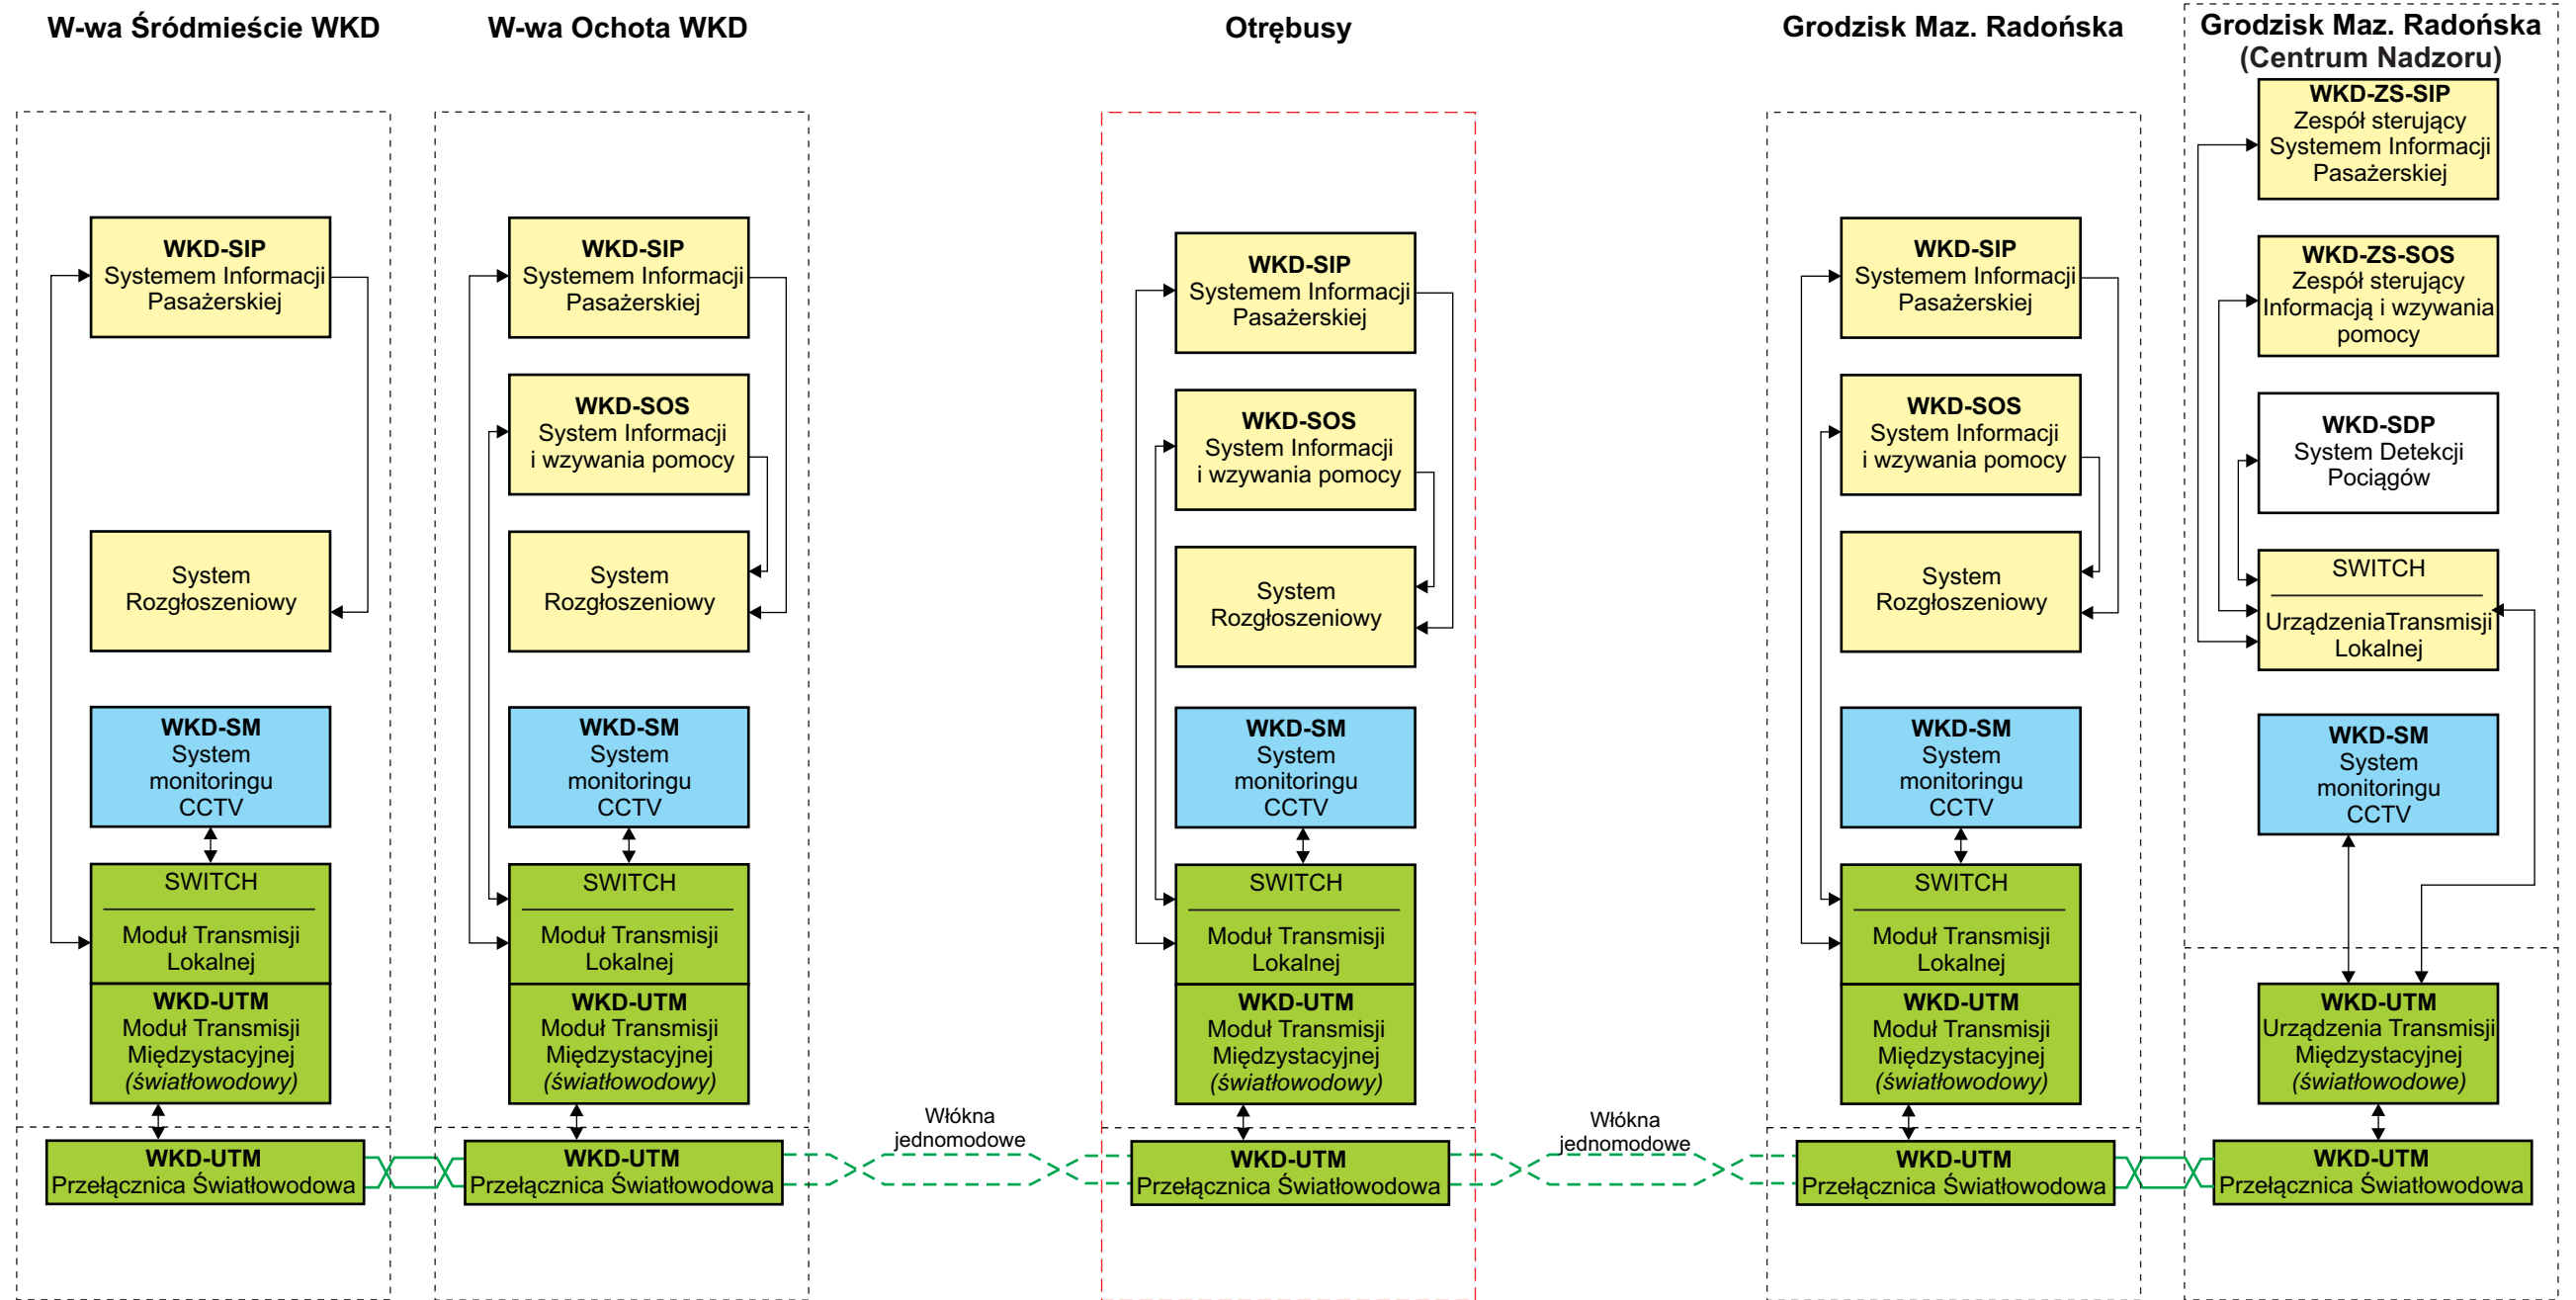 W-wa Śródmieście WKD
WKD-SIP
Systemem Informacji
Pasażerskiej
System
Rozgłoszeniowy
WKD-SM
System
monitoringu
CCTV
SWITCH
Moduł Transmisji
Lokalnej
WKD-UTM
Moduł Transmisji
Międzystacyjnej
(światłowodowy)
WKD-UTM
Przełącznica Światłowodowa
W-wa Ochota WKD
WKD-SIP
Systemem Informacji
Pasażerskiej
WKD-SOS
System Informacji
i wzywania pomocy
System
Rozgłoszeniowy
WKD-SM
System
monitoringu
CCTV
SWITCH
Moduł Transmisji
Lokalnej
WKD-UTM
Moduł Transmisji
Międzystacyjnej
(światłowodowy)
WKD-UTM
Przełącznica Światłowodowa
Włókna
jednomodowe
Otrębusy
WKD-SIP
Systemem Informacji
Pasażerskiej
WKD-SOS
System Informacji
i wzywania pomocy
System
Rozgłoszeniowy
WKD-SM
System
monitoringu
CCTV
SWITCH
Moduł Transmisji
Lokalnej
WKD-UTM
Moduł Transmisji
Międzystacyjnej
(światłowodowy)
WKD-UTM
Przełącznica Światłowodowa
Włókna
jednomodowe
Grodzisk Maz. Radońska
WKD-SIP
Systemem Informacji
Pasażerskiej
WKD-SOS
System Informacji
i wzywania pomocy
System
Rozgłoszeniowy
WKD-SM
System
monitoringu
CCTV
SWITCH
Moduł Transmisji
Lokalnej
WKD-UTM
Moduł Transmisji
Międzystacyjnej
(światłowodowy)
WKD-UTM
Przełącznica Światłowodowa
Grodzisk Maz. Radońska
(Centrum Nadzoru)
WKD-ZS-SIP
Zespół sterujący
Systemem Informacji
Pasażerskiej
WKD-ZS-SOS
Zespół sterujący
Informacją i wzywania
pomocy
WKD-SDP
System Detekcji
Pociągów
SWITCH
UrządzeniaTransmisji
Lokalnej
WKD-SM
System
monitoringu
CCTV
WKD-UTM
Urządzenia Transmisji
Międzystacyjnej
(światłowodowe)
WKD-UTM
Przełącznica Światłowodowa